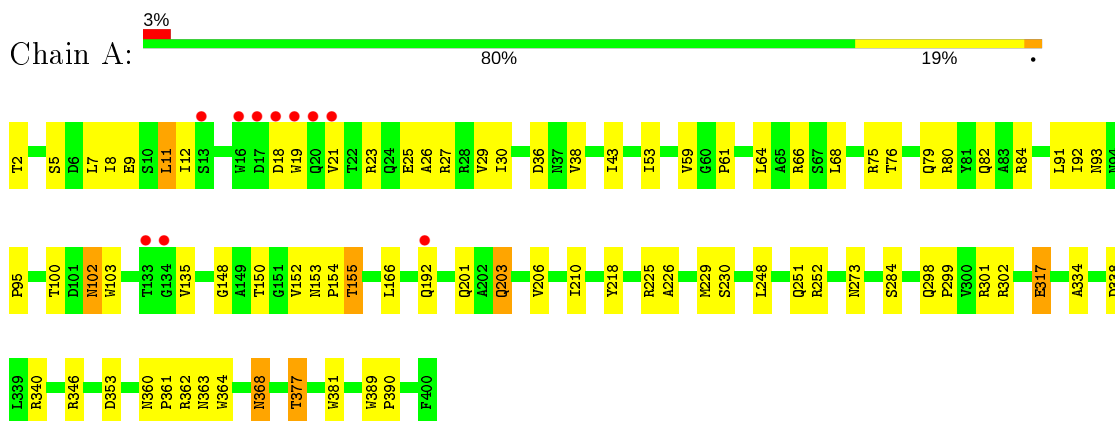 3%
Chain A:
80%
19%
•
T2 S5 D6 L7 I8 E9 S10 L11 I12 S13 W16 D17 D18 W19 Q20 V21 T22 R23 Q24 E25 A26 R27 R28 V29 I30 D36 N37 V38 I43 I53 V59 G60 P61 L64 A65 R66 S67 L68 R75 T76 Q79 R80 Y81 Q82 A83 R84 L91 I92 N93 N94
P95 T100 D101 N102 W103 T133 G134 V135 G148 A149 T150 G151 V152 N153 P154 T155 L166 Q192 Q201 A202 Q203 V206 I210 Y218 R225 A226 M229 S230 L248 Q251 R252 N273 S284 Q298 P299 V300 R301 R302 E317 A334
L339 R340 R346 D353 N360 P361 R362 N363 W364 N368 T377 W381 W389 P390 F400